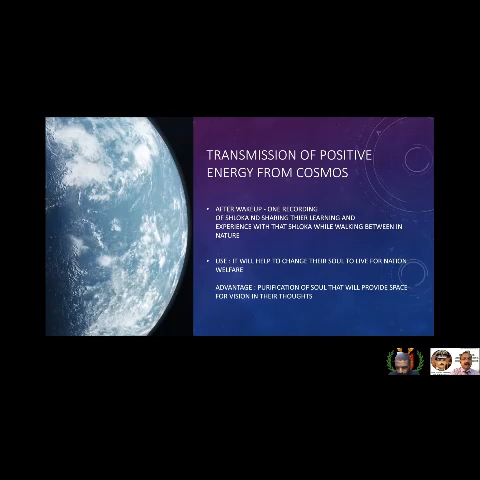 TRANSMISSION OF POSITIVE
ENERGY FROM COSMOS
• AFTER WAKEUP - ONE RECORDING
OF SHLOKA ND SHARING THIER LEARNING AND
EXPERIENCE WITH THAT SHLOKA WHILE WALKING BETWEEN IN
NATURE
• USE : IT WILL HELP TO CHANGE THEIR SOUL TO LIVE FOR NATION
WELFARE
ADVANTAGE : PURIFICATION OF SOUL THAT WILL PROVIDE SPACE
FOR VISION IN THEIR THOUGHTS